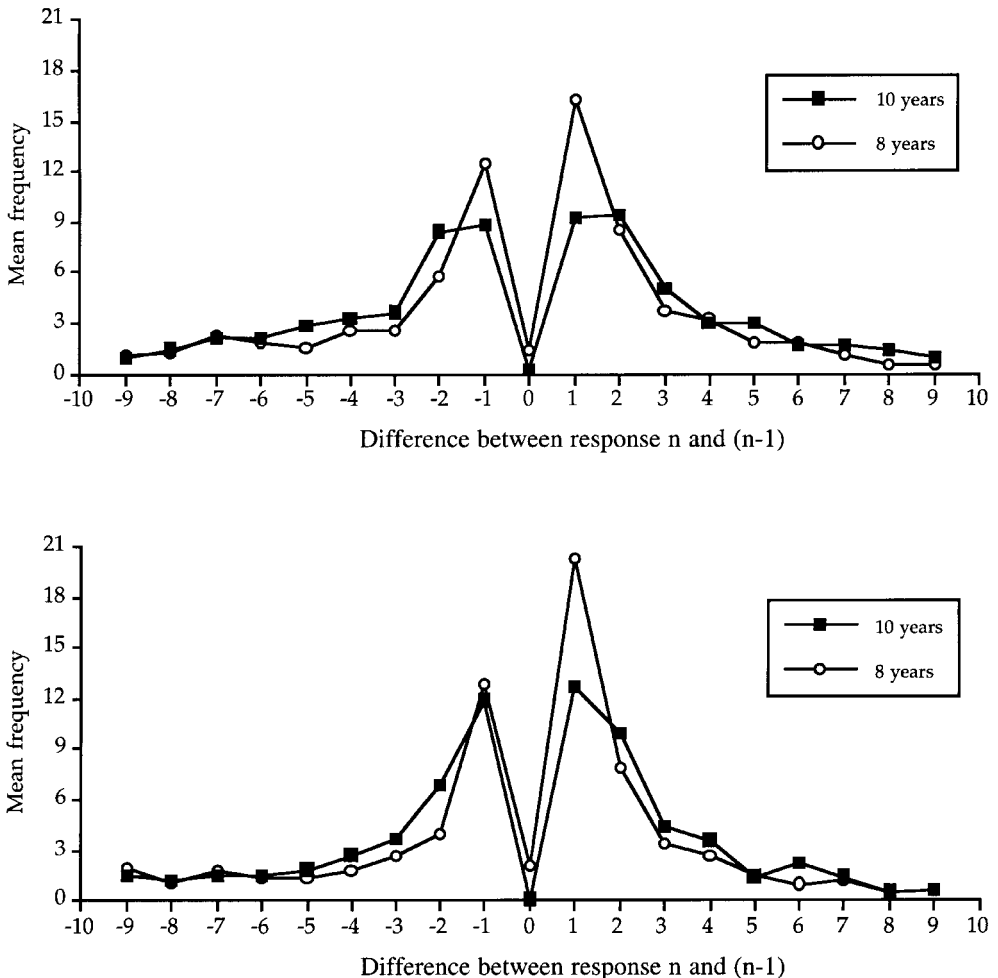 21
18
15
12
9
6
3
0
Mean frequency
10 years
8 years
-10 -9 -8 -7 -6 -5 -4 -3 -2 -1 0 1 2 3 4 5 6 7 8 9 10
Difference between response n and (n-1)
21
18
15
12
9
6
3
0
Mean frequency
10 years
8 years
-10 -9 -8 -7 -6 -5 -4 -3 -2 -1 0 1 2 3 4 5 6 7 8 9 10
Difference between response n and (n-1)